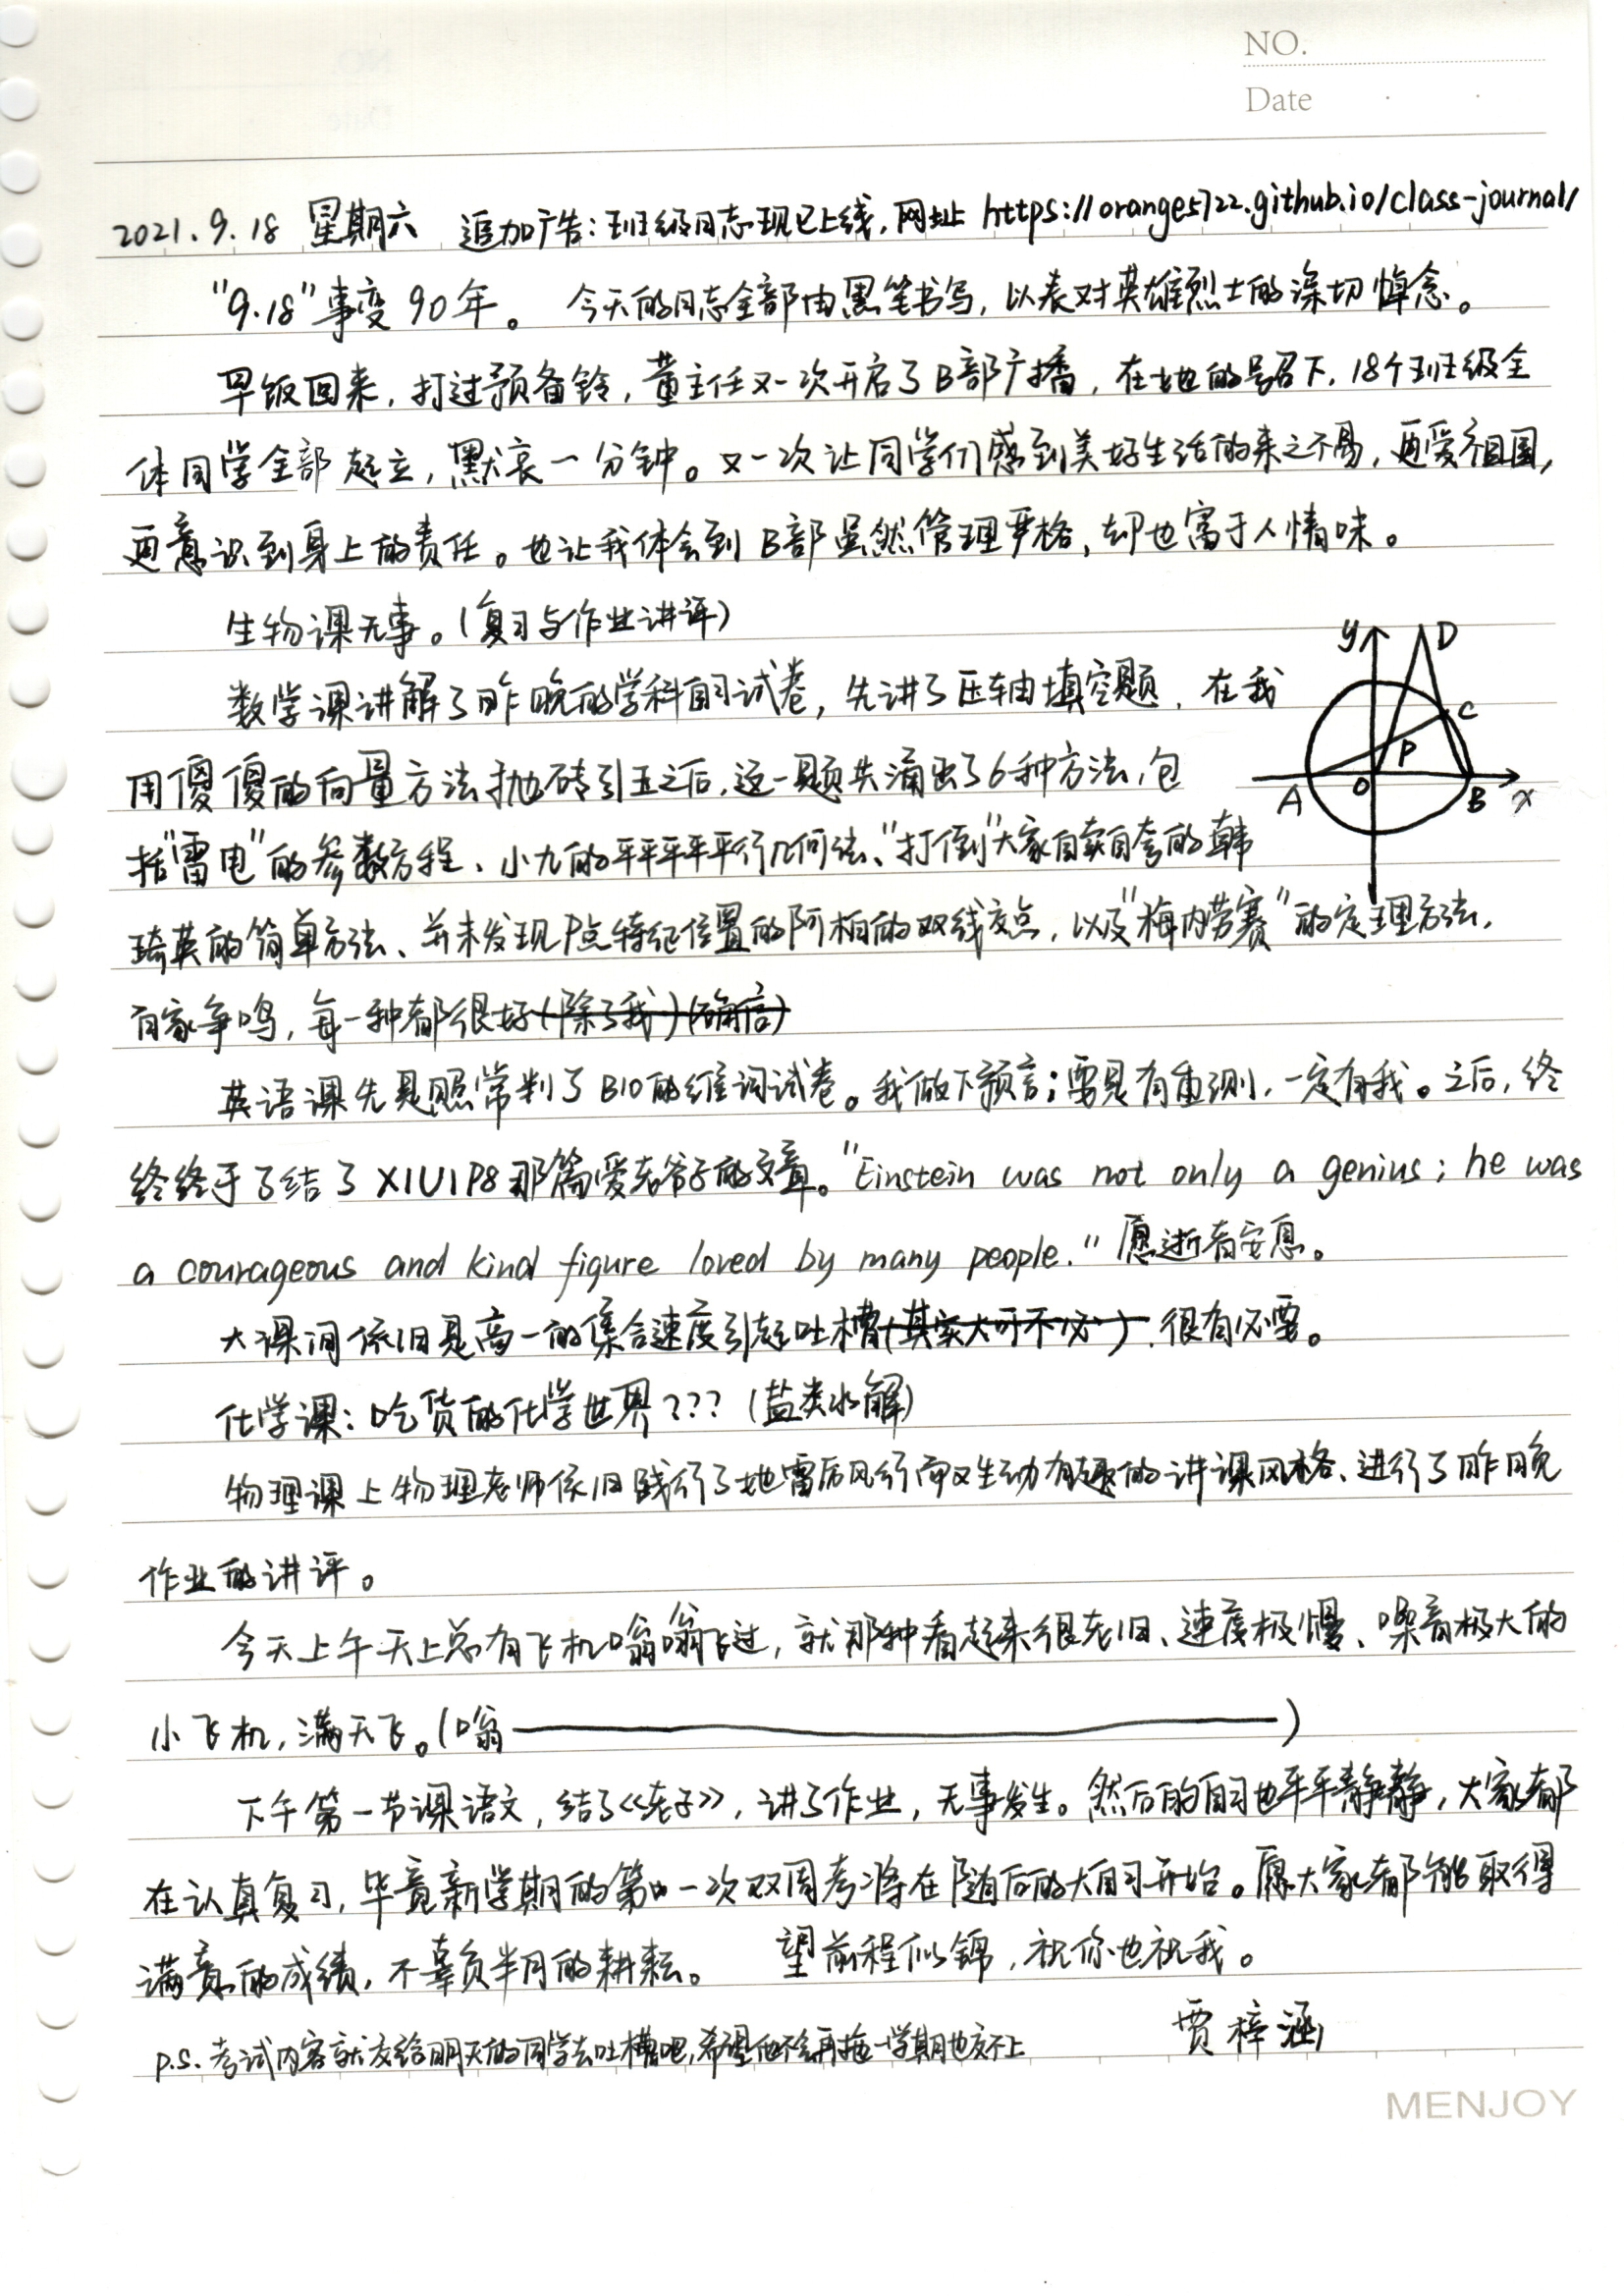 NO.
Date
2021.9.18 星期六 追加广告：班级日志现已上线，网址 https://orange5722.github.io/class-journal/
"9.18"事变90年。 今天的日志全部由黑笔书写，以表对英雄烈士的深切悼念。
早饭回来，打过预备铃，董主任又一次开启了B部广播，在她的号召下，18个班级全
体同学全部起立，默哀一分钟。又一次让同学们感到美好生活的来之不易，更爱祖国，
更意识到身上的责任。也让我体会到B部虽然管理严格，却也富于人情味。
生物课无事。（复习与作业讲评）
数学课讲解了昨晚的学科自习试卷，先讲了压轴填空题，在我
用傻傻的向量方法抛砖引玉之后，这一题共涌出了6种方法，包
括"雷电"的参数方程、小九的平平平平平行几何法、"打倒"大家自卖自夸的韩
琦英的简单方法、并未发现P点特征位置的阿柏的双线交点，以及"梅内劳赛"的定理方法，
百家争鸣，每一种都很好（除了我）（确信）
英语课先是照常判了B10的维词试卷。我做下预言：要是有重测，一定有我。之后，终
终终于了结了X1U1P8那篇爱老爷子的文章。"Einstein was not only a genius; he was
a courageous and kind figure loved by many people." 愿逝者安息。
大课间依旧是高一的集合速度引起吐槽（其实大可不必），很有必要。
化学课：吃货的化学世界？？？（盐类水解）
物理课上物理老师依旧践行了她雷厉风行而又生动有趣的讲课风格、进行了昨晚
作业的讲评。
今天上午天上总有飞机嗡嗡飞过，就那种看起来很老旧、速度极慢、噪音极大的
小飞机，满天飞。（嗡——————————）
下午第一节课语文，结了《老子》，讲了作业，无事发生。然后的自习也平平静静，大家都
在认真复习，毕竟新学期的第一次双周考将在随后的大自习开始。愿大家都能取得
满意的成绩，不辜负半月的耕耘。 望前程似锦，祝你也祝我。
贾梓涵
p.s. 考试内容就交给明天的同学去吐槽吧，希望他不会再拖一学期也交不上
y D
C
P
A O B x
MENJOY